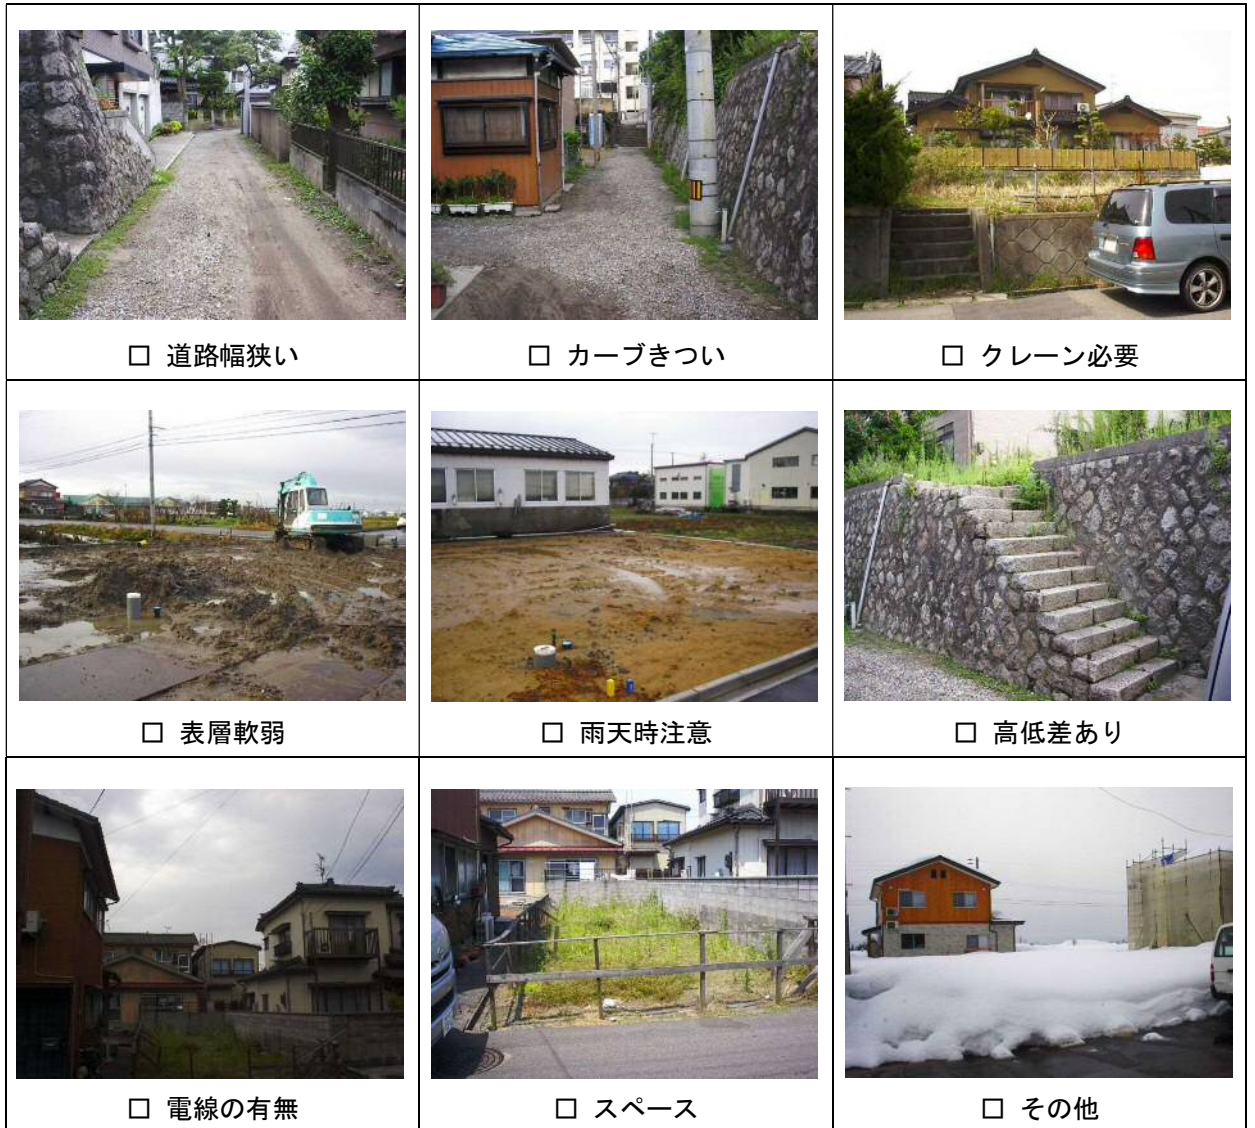 □ 道路幅狭い
□ カーブきつい
□ クレーン必要
□ 表層軟弱
□ 雨天時注意
□ 高低差あり
□ 電線の有無
□ スペース
□ その他